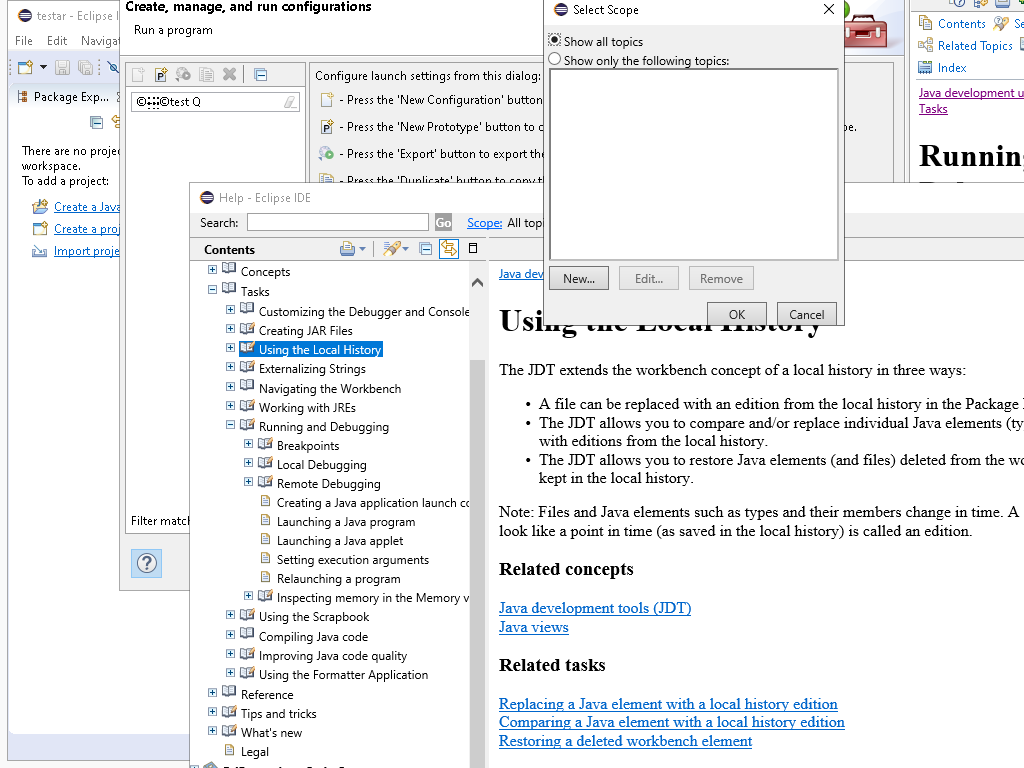 testar - Eclipse I
File Edit Naviga
Package Exp...
There are no proje
workspace.
To add a project:
Create a Java
Create a proj
Import proje
Create, manage, and run configurations
Run a program
©‡‡‡©test Q
Filter match
Configure launch settings from this dialog:
- Press the 'New Configuration' button
- Press the 'New Prototype' button to c
pe.
- Press the 'Export' button to export the
- Press the 'Duplicate' button to copy t
Select Scope
Show all topics
Show only the following topics:
New...
Edit...
Remove
OK
Cancel
Contents
Se
Related Topics
Index
Java development u
Tasks
Running
Help - Eclipse IDE
Search:
Go
Scope: All topi
Contents
Concepts
Tasks
Customizing the Debugger and Console
Creating JAR Files
Using the Local History
Externalizing Strings
Navigating the Workbench
Working with JREs
Running and Debugging
Breakpoints
Local Debugging
Remote Debugging
Creating a Java application launch co
Launching a Java program
Launching a Java applet
Setting execution arguments
Relaunching a program
Inspecting memory in the Memory v
Using the Scrapbook
Compiling Java code
Improving Java code quality
Using the Formatter Application
Reference
Tips and tricks
What's new
Legal
Java dev
Using the Local History
The JDT extends the workbench concept of a local history in three ways:
• A file can be replaced with an edition from the local history in the Package
• The JDT allows you to compare and/or replace individual Java elements (ty
with editions from the local history.
• The JDT allows you to restore Java elements (and files) deleted from the wo
kept in the local history.
Note: Files and Java elements such as types and their members change in time. A
look like a point in time (as saved in the local history) is called an edition.
Related concepts
Java development tools (JDT)
Java views
Related tasks
Replacing a Java element with a local history edition
Comparing a Java element with a local history edition
Restoring a deleted workbench element